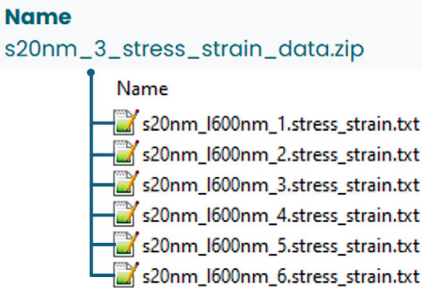 Name
s20nm_3_stress_strain_data.zip
Name
s20nm_l600nm_1.stress_strain.txt
s20nm_l600nm_2.stress_strain.txt
s20nm_l600nm_3.stress_strain.txt
s20nm_l600nm_4.stress_strain.txt
s20nm_l600nm_5.stress_strain.txt
s20nm_l600nm_6.stress_strain.txt